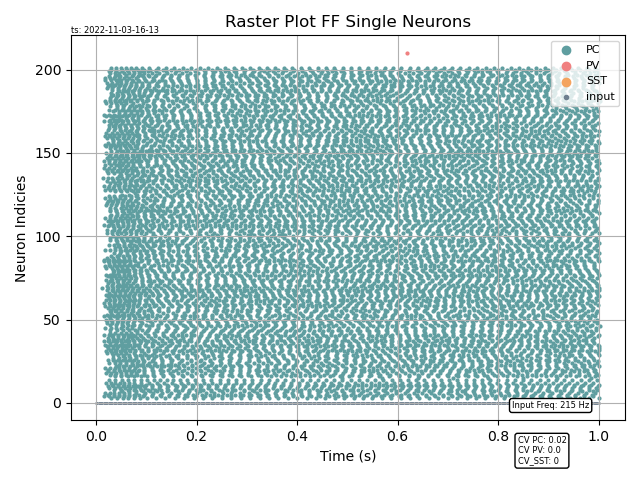 Raster Plot FF Single Neurons
ts: 2022-11-03-16-13
PC
PV
SST
input
200
150
100
50
0
Neuron Indicies
Input Freq: 215 Hz
0.0 0.2 0.4 0.6 0.8 1.0
Time (s)
CV PC: 0.02
CV PV: 0.0
CV_SST: 0